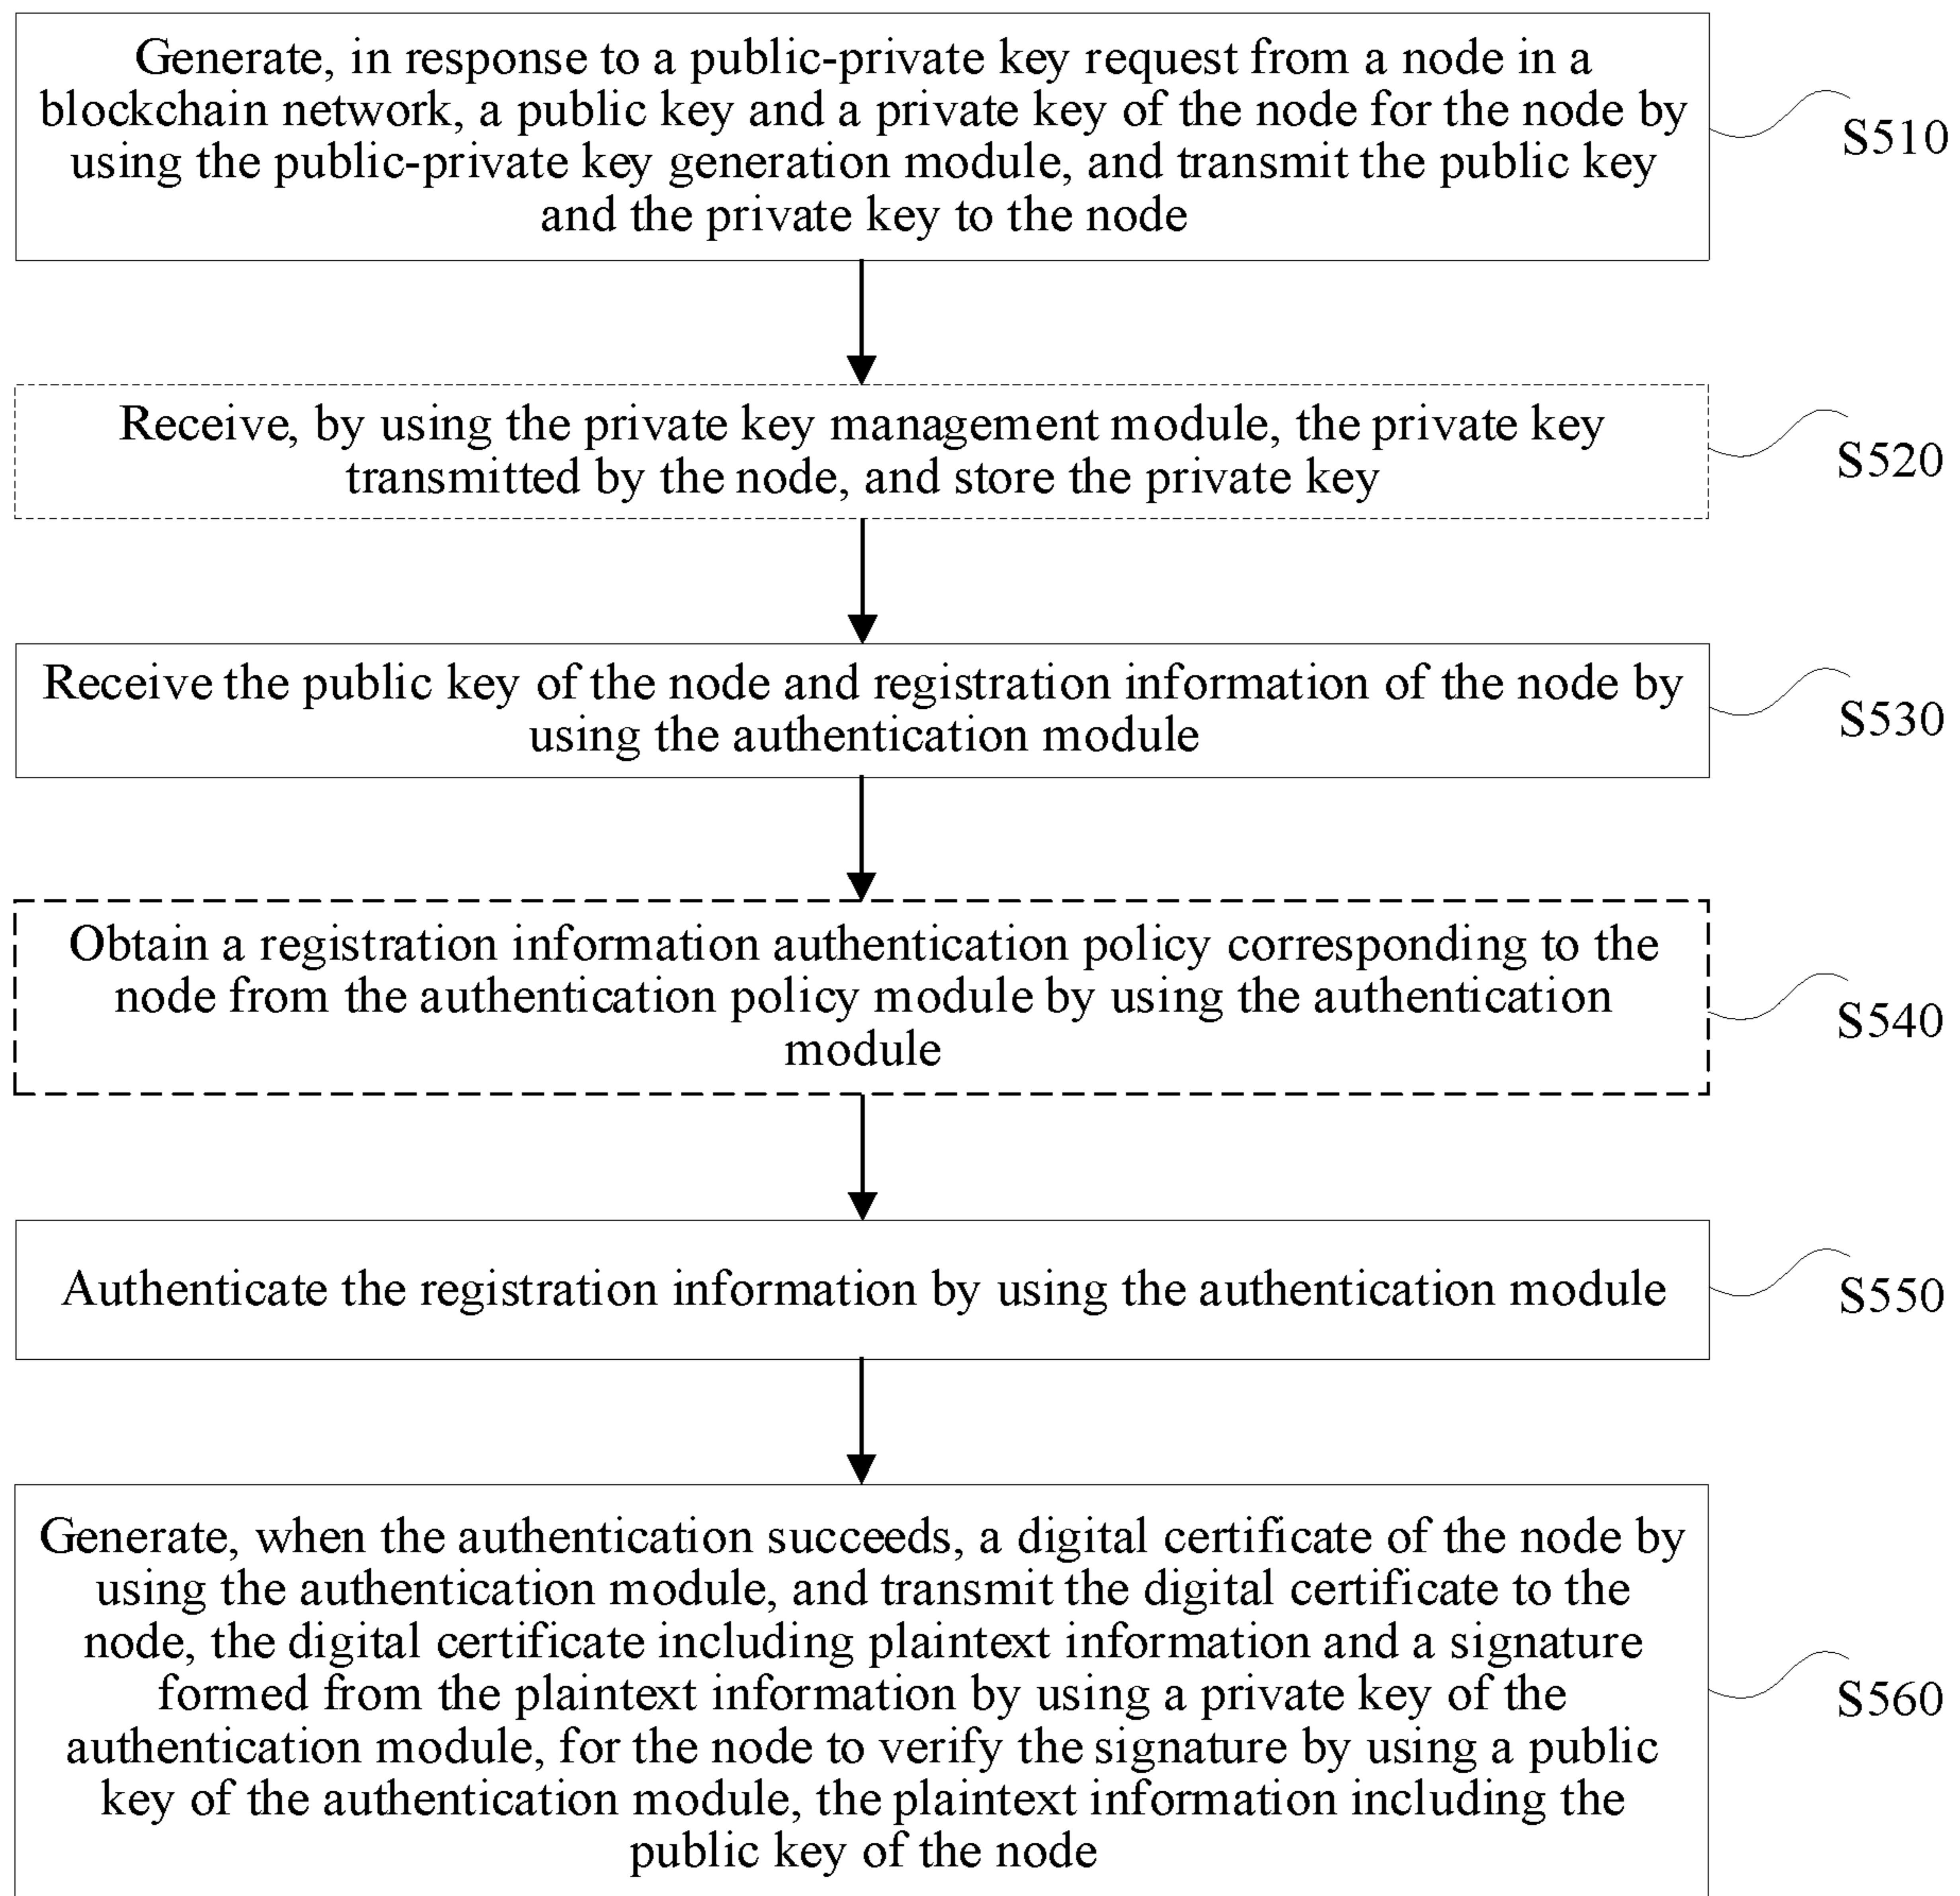 Generate, in response to a public-private key request from a node in a
blockchain network, a public key and a private key of the node for the node by
using the public-private key generation module, and transmit the public key
and the private key to the node
S510
Receive, by using the private key management module, the private key
transmitted by the node, and store the private key
S520
Receive the public key of the node and registration information of the node by
using the authentication module
S530
Obtain a registration information authentication policy corresponding to the
node from the authentication policy module by using the authentication
module
S540
Authenticate the registration information by using the authentication module
S550
Generate, when the authentication succeeds, a digital certificate of the node by
using the authentication module, and transmit the digital certificate to the
node, the digital certificate including plaintext information and a signature
formed from the plaintext information by using a private key of the
authentication module, for the node to verify the signature by using a public
key of the authentication module, the plaintext information including the
public key of the node
S560